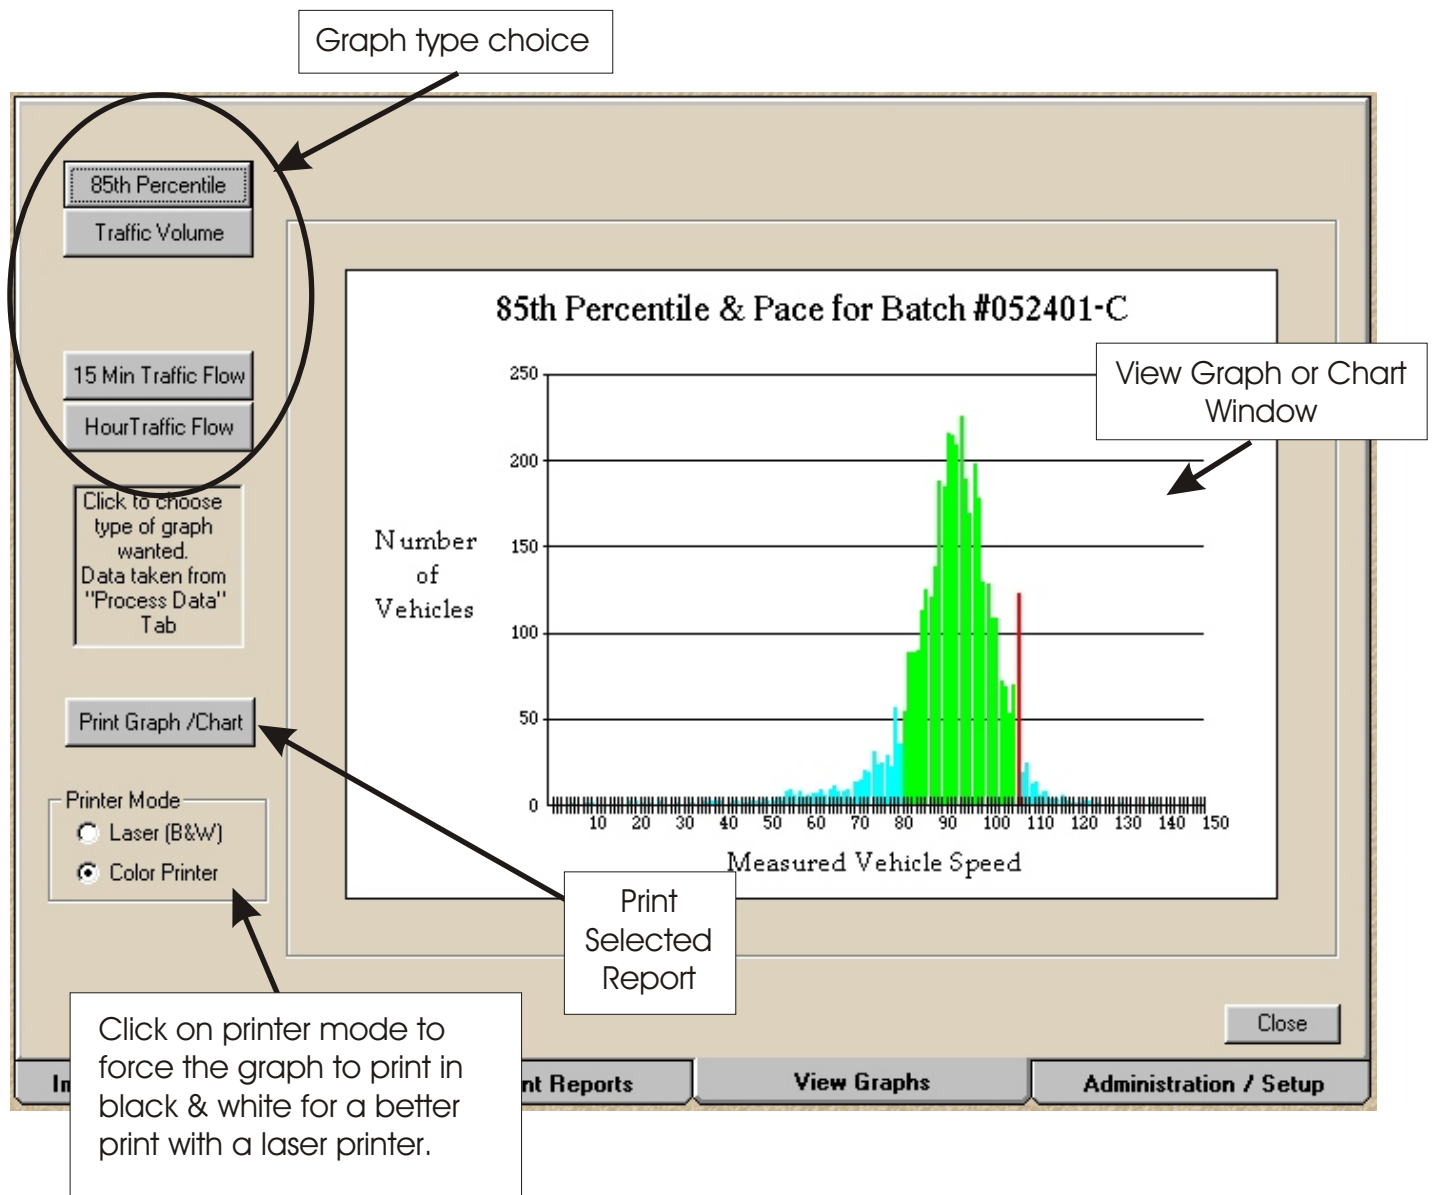 Graph type choice
85th Percentile
Traffic Volume
15 Min Traffic Flow
HourTraffic Flow
Click to choose
type of graph
wanted.
Data taken from
"Process Data"
Tab
Print Graph /Chart
Printer Mode
Laser (B&W)
Color Printer
85th Percentile & Pace for Batch #052401-C
View Graph or Chart
Window
250
200
150
100
50
0
Number
of
Vehicles
10 20 30 40 50 60 70 80 90 100 110 120 130 140 150
Measured Vehicle Speed
Print
Selected
Report
Click on printer mode to
force the graph to print in
black & white for a better
print with a laser printer.
Close
Reports
View Graphs
Administration / Setup